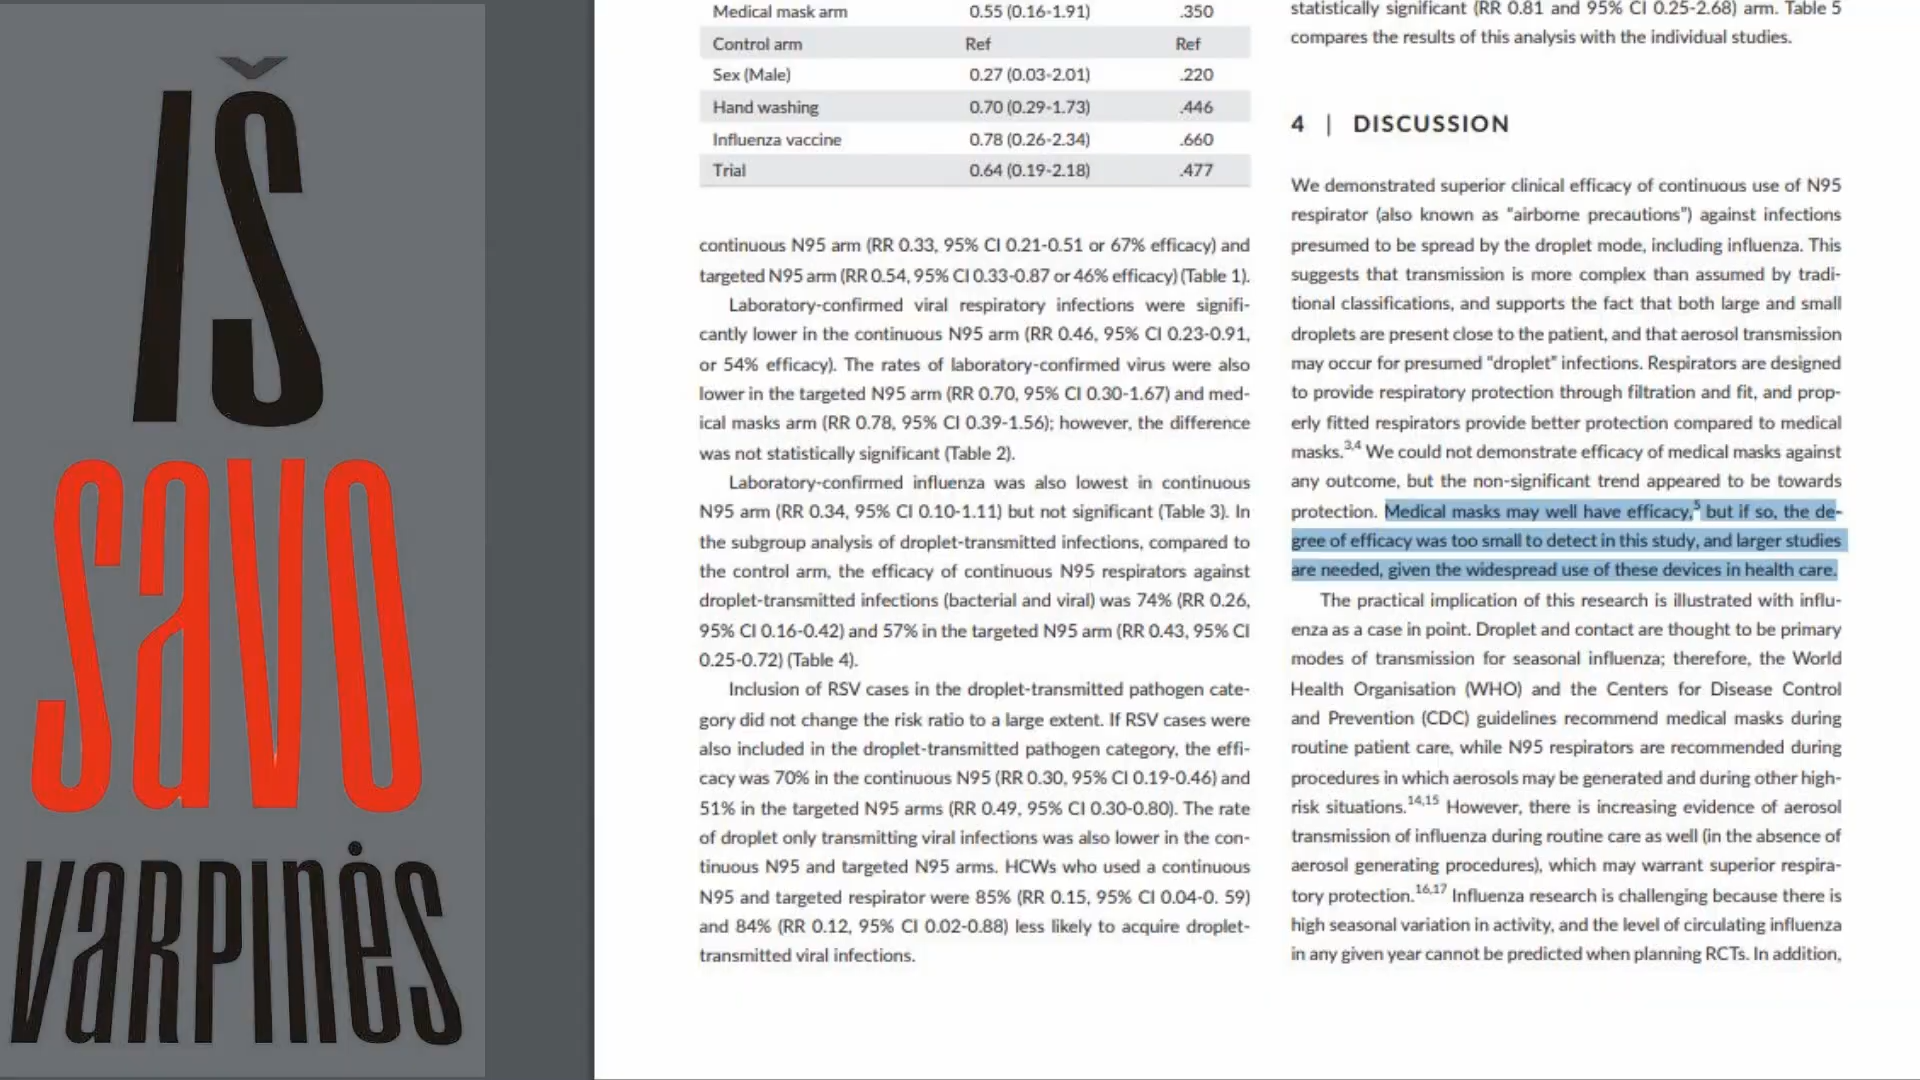 IŠ
savo
varpinės
Medical mask arm 0.55 (0.16-1.91) .350
Control arm Ref Ref
Sex (Male) 0.27 (0.03-2.01) .220
Hand washing 0.70 (0.29-1.73) .446
Influenza vaccine 0.78 (0.26-2.34) .660
Trial 0.64 (0.19-2.18) .477
continuous N95 arm (RR 0.33, 95% CI 0.21-0.51 or 67% efficacy) and
targeted N95 arm (RR 0.54, 95% CI 0.33-0.87 or 46% efficacy) (Table 1).
Laboratory-confirmed viral respiratory infections were signifi-
cantly lower in the continuous N95 arm (RR 0.46, 95% CI 0.23-0.91,
or 54% efficacy). The rates of laboratory-confirmed virus were also
lower in the targeted N95 arm (RR 0.70, 95% CI 0.30-1.67) and med-
ical masks arm (RR 0.78, 95% CI 0.39-1.56); however, the difference
was not statistically significant (Table 2).
Laboratory-confirmed influenza was also lowest in continuous
N95 arm (RR 0.34, 95% CI 0.10-1.11) but not significant (Table 3). In
the subgroup analysis of droplet-transmitted infections, compared to
the control arm, the efficacy of continuous N95 respirators against
droplet-transmitted infections (bacterial and viral) was 74% (RR 0.26,
95% CI 0.16-0.42) and 57% in the targeted N95 arm (RR 0.43, 95% CI
0.25-0.72) (Table 4).
Inclusion of RSV cases in the droplet-transmitted pathogen cate-
gory did not change the risk ratio to a large extent. If RSV cases were
also included in the droplet-transmitted pathogen category, the effi-
cacy was 70% in the continuous N95 (RR 0.30, 95% CI 0.19-0.46) and
51% in the targeted N95 arms (RR 0.49, 95% CI 0.30-0.80). The rate
of droplet only transmitting viral infections was also lower in the con-
tinuous N95 and targeted N95 arms. HCWs who used a continuous
N95 and targeted respirator were 85% (RR 0.15, 95% CI 0.04-0. 59)
and 84% (RR 0.12, 95% CI 0.02-0.88) less likely to acquire droplet-
transmitted viral infections.
statistically significant (RR 0.81 and 95% CI 0.25-2.68) arm. Table 5
compares the results of this analysis with the individual studies.
4 | DISCUSSION
We demonstrated superior clinical efficacy of continuous use of N95
respirator (also known as "airborne precautions") against infections
presumed to be spread by the droplet mode, including influenza. This
suggests that transmission is more complex than assumed by tradi-
tional classifications, and supports the fact that both large and small
droplets are present close to the patient, and that aerosol transmission
may occur for presumed "droplet" infections. Respirators are designed
to provide respiratory protection through filtration and fit, and prop-
erly fitted respirators provide better protection compared to medical
masks.3,4 We could not demonstrate efficacy of medical masks against
any outcome, but the non-significant trend appeared to be towards
protection. Medical masks may well have efficacy,5 but if so, the de-
gree of efficacy was too small to detect in this study, and larger studies
are needed, given the widespread use of these devices in health care.
The practical implication of this research is illustrated with influ-
enza as a case in point. Droplet and contact are thought to be primary
modes of transmission for seasonal influenza; therefore, the World
Health Organisation (WHO) and the Centers for Disease Control
and Prevention (CDC) guidelines recommend medical masks during
routine patient care, while N95 respirators are recommended during
procedures in which aerosols may be generated and during other high-
risk situations.14,15 However, there is increasing evidence of aerosol
transmission of influenza during routine care as well (in the absence of
aerosol generating procedures), which may warrant superior respira-
tory protection.16,17 Influenza research is challenging because there is
high seasonal variation in activity, and the level of circulating influenza
in any given year cannot be predicted when planning RCTs. In addition,